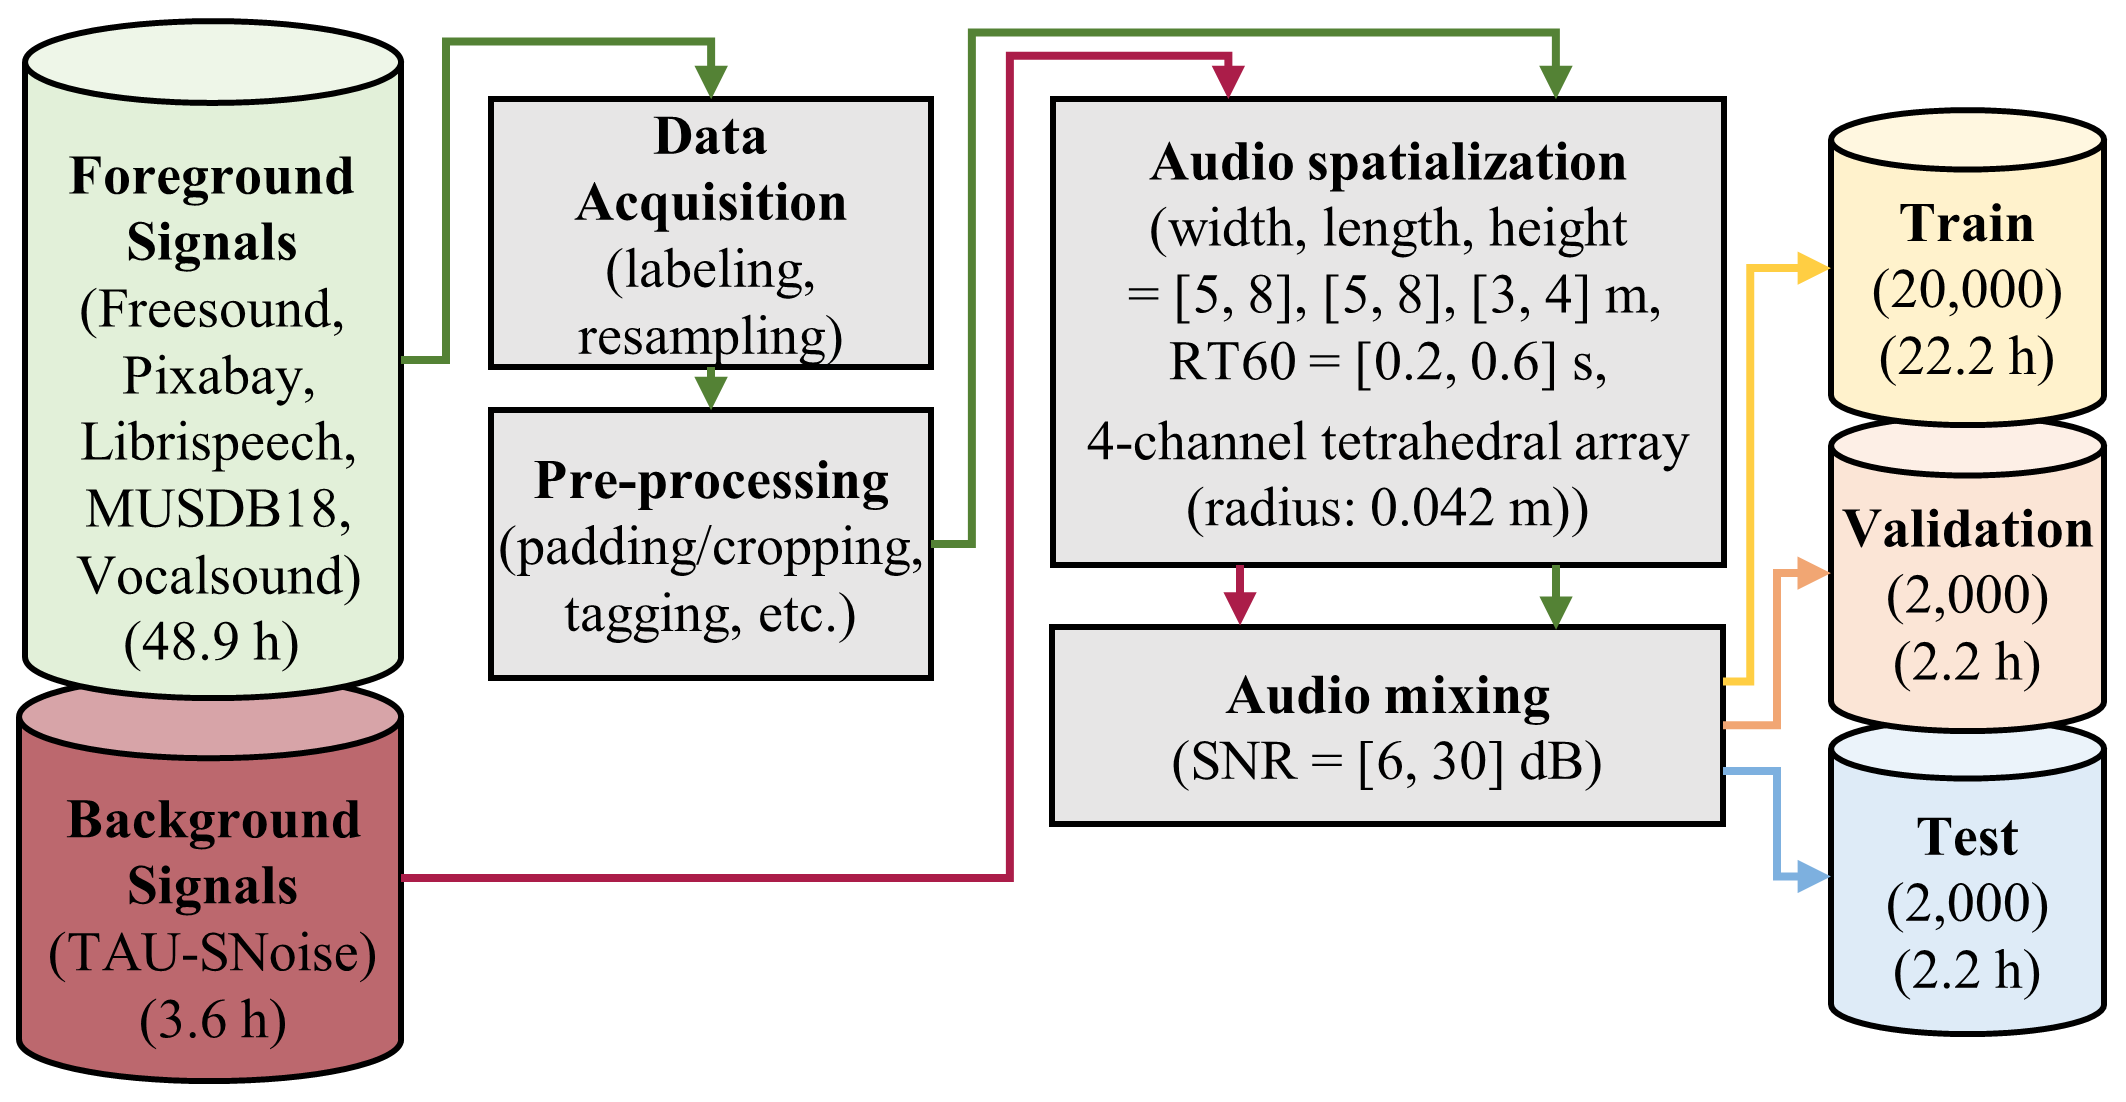 Foreground
Signals
(Freesound,
Pixabay,
Librispeech,
MUSDB18,
Vocalsound)
(48.9 h)
Background
Signals
(TAU-SNoise)
(3.6 h)
Data
Acquisition
(labeling,
resampling)
Pre-processing
(padding/cropping,
tagging, etc.)
Audio spatialization
(width, length, height
= [5, 8], [5, 8], [3, 4] m,
RT60 = [0.2, 0.6] s,
4-channel tetrahedral array
(radius: 0.042 m))
Audio mixing
(SNR = [6, 30] dB)
Train
(20,000)
(22.2 h)
Validation
(2,000)
(2.2 h)
Test
(2,000)
(2.2 h)